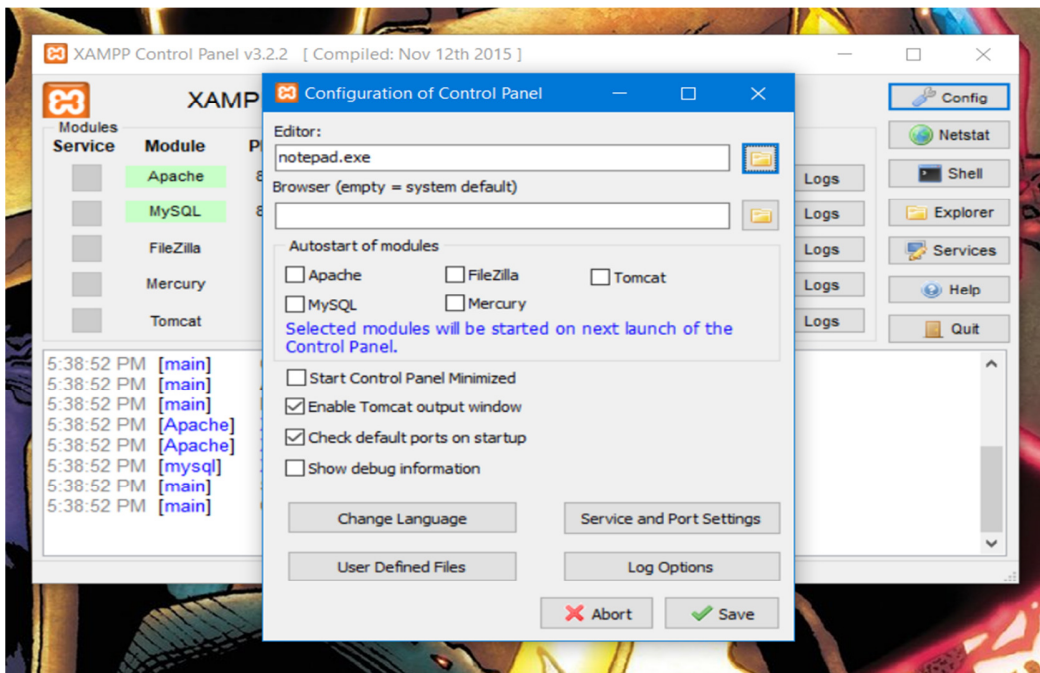 XAMPP Control Panel v3.2.2 [ Compiled: Nov 12th 2015 ]
XAMP
Modules
Service Module
Apache 8
MySQL 8
FileZilla
Mercury
Tomcat
Logs
Logs
Logs
Logs
Logs
Config
Netstat
Shell
Explorer
Services
Help
Quit
5:38:52 PM [main]
5:38:52 PM [main]
5:38:52 PM [main]
5:38:52 PM [Apache]
5:38:52 PM [Apache]
5:38:52 PM [mysql]
5:38:52 PM [main]
5:38:52 PM [main]
Configuration of Control Panel
Editor:
notepad.exe
Browser (empty = system default)
Autostart of modules
Apache FileZilla Tomcat
MySQL Mercury
Selected modules will be started on next launch of the
Control Panel.
Start Control Panel Minimized
Enable Tomcat output window
Check default ports on startup
Show debug information
Change Language Service and Port Settings
User Defined Files Log Options
Abort Save